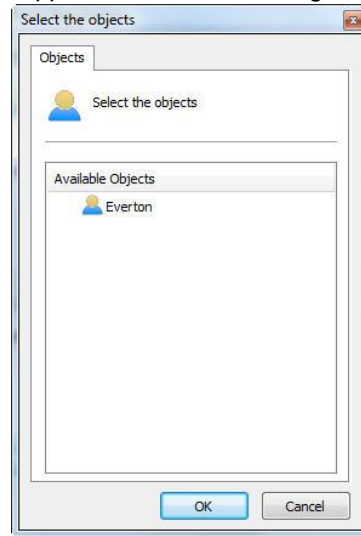 Select the objects
Objects
Select the objects
Available Objects
Everton
OK
Cancel